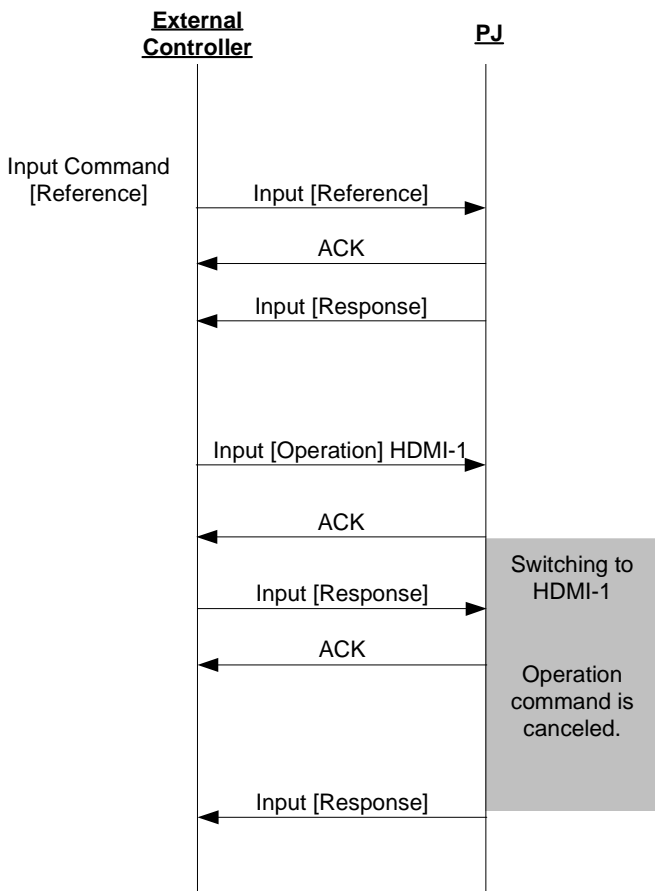 External
Controller
PJ
Input Command
[Reference]
Input [Reference]
ACK
Input [Response]
Input [Operation] HDMI-1
ACK
Switching to
HDMI-1
Input [Response]
ACK
Operation
command is
canceled.
Input [Response]